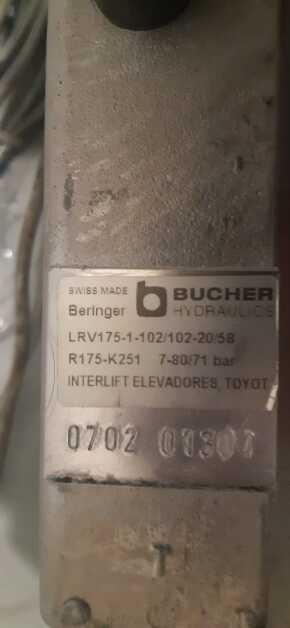 SWISS MADE
Beringer
BUCHER
HYDRAULICS
LRV175-1-102/102-20/58
R175-K251 7-80/71 bar
INTERLIFT ELEVADORES, TOYOT
0702
T